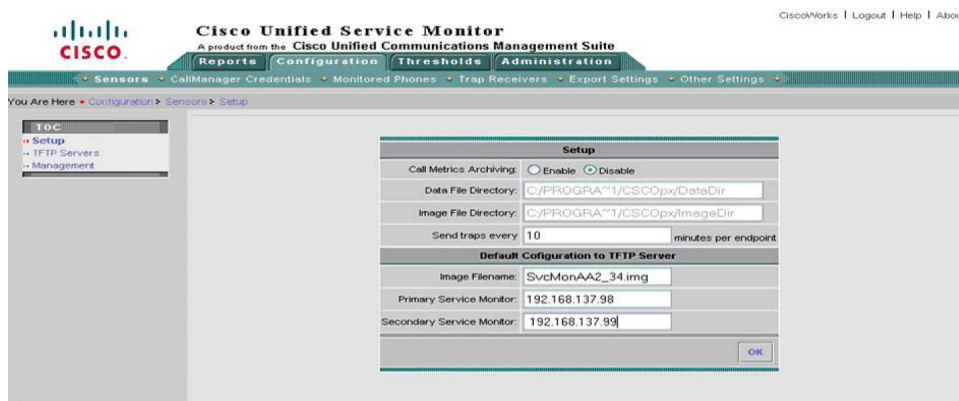 CiscoWorks | Logout | Help | Abou
CISCO
Cisco Unified Service Monitor
A product from the Cisco Unified Communications Management Suite
Reports Configuration Thresholds Administration
Sensors CallManager Credentials Monitored Phones Trap Receivers Export Settings Other Settings
You Are Here • Configuration > Sensors > Setup
TOC
Setup
TFTP Servers
Management
Setup
Call Metrics Archiving: Enable Disable
Data File Directory: C:/PROGRA~1/CSCOpx/DataDir
Image File Directory: C:/PROGRA~1/CSCOpx/ImageDir
Send traps every 10 minutes per endpoint
Default Cofiguration to TFTP Server
Image Filename: SvcMonAA2_34.img
Primary Service Monitor: 192.168.137.98
Secondary Service Monitor: 192.168.137.99
OK